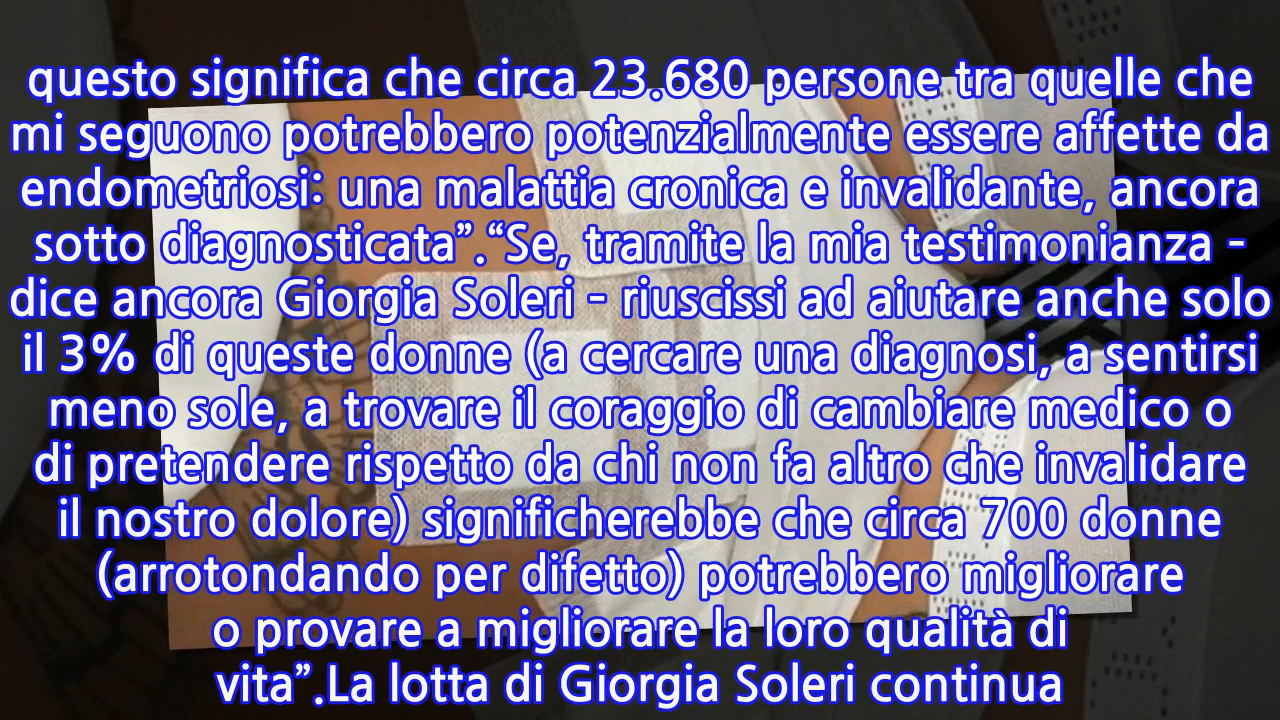 questo significa che circa 23.680 persone tra quelle che
mi seguono potrebbero potenzialmente essere affette da
endometriosi: una malattia cronica e invalidante, ancora
sotto diagnosticata”. “Se, tramite la mia testimonianza -
dice ancora Giorgia Soleri - riuscissi ad aiutare anche solo
il 3% di queste donne (a cercare una diagnosi, a sentirsi
meno sole, a trovare il coraggio di cambiare medico o
di pretendere rispetto da chi non fa altro che invalidare
il nostro dolore) significherebbe che circa 700 donne
(arrotondando per difetto) potrebbero migliorare
o provare a migliorare la loro qualità di
vita”.La lotta di Giorgia Soleri continua